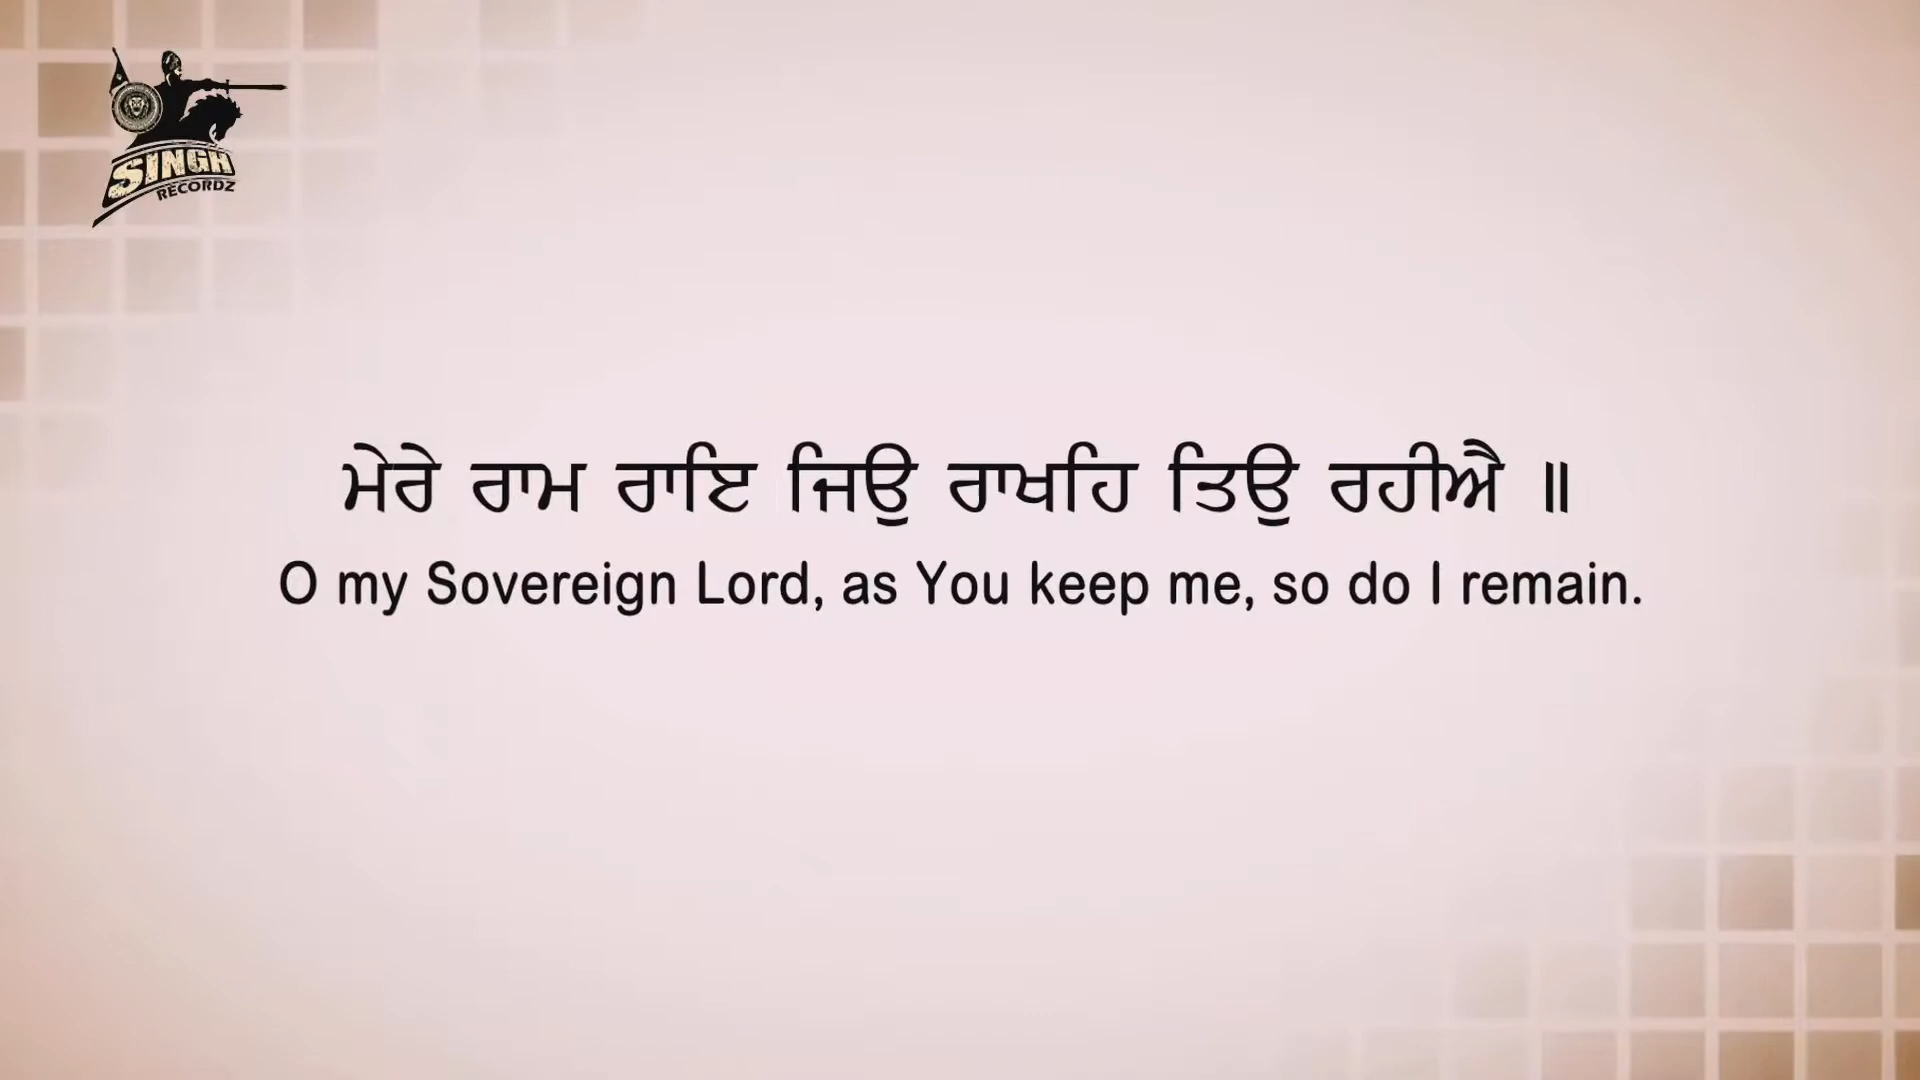 SINGH
RECORDZ
ਮੇਰੇ ਰਾਮ ਰਾਇ ਜਿਉ ਰਾਖਹਿ ਤਿਉ ਰਹੀਐ ॥
O my Sovereign Lord, as You keep me, so do I remain.